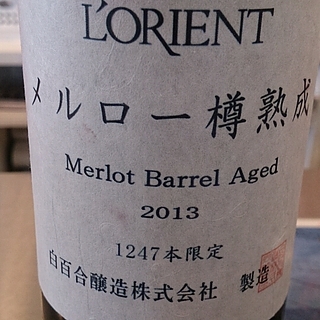 L'ORIENT
メルロー樽熟成
Merlot Barrel Aged
2013
1247本限定
白百合醸造株式会社 製造